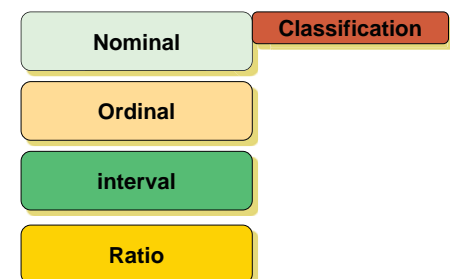 Nominal
Classification
Ordinal
interval
Ratio